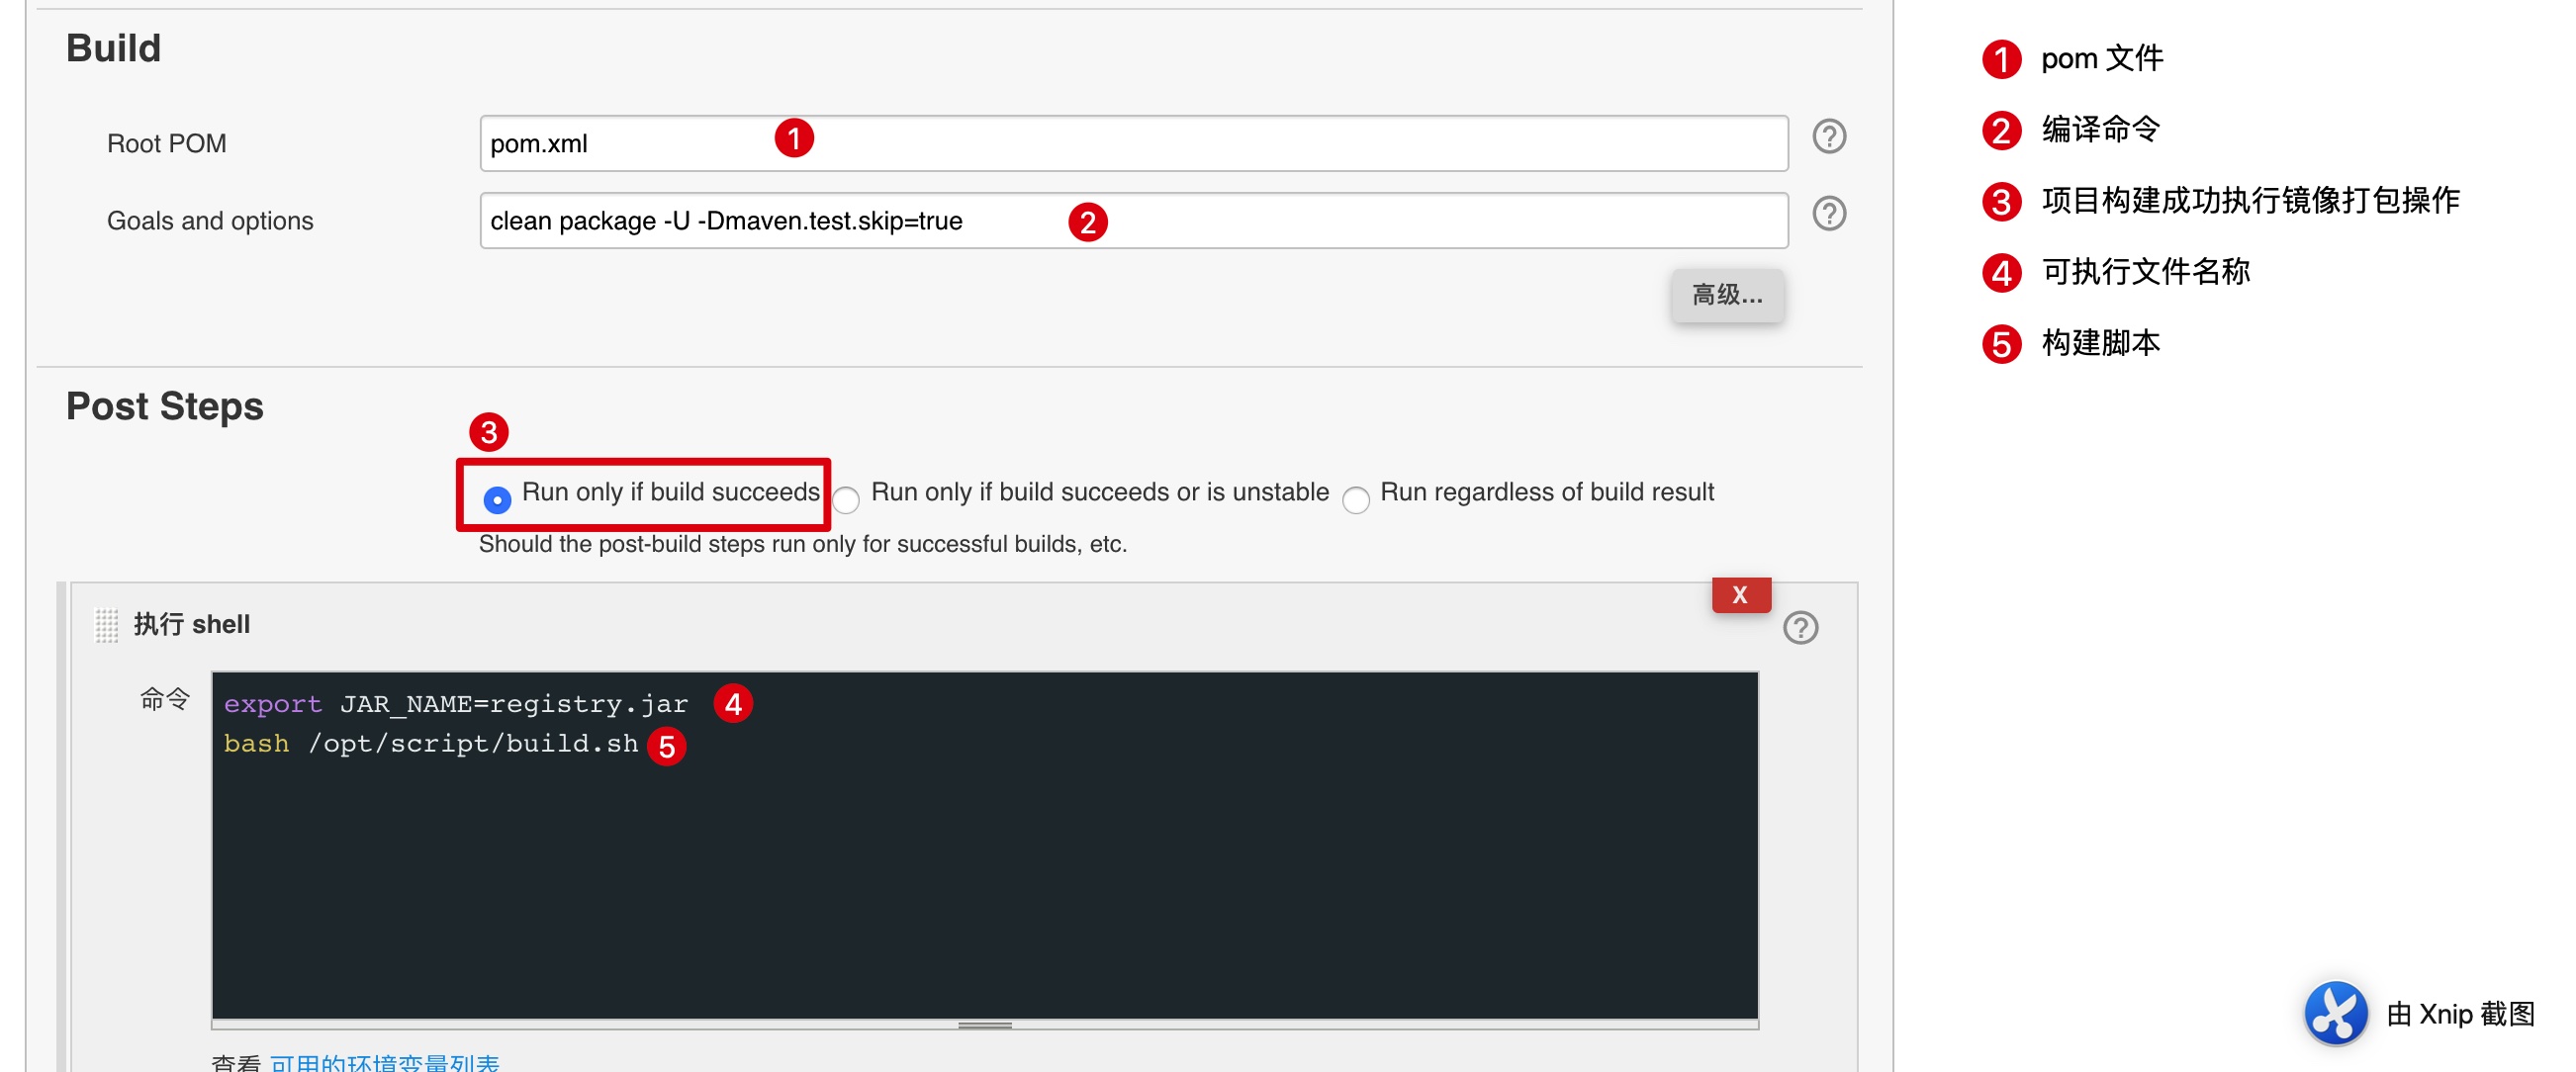 Build
Root POM
pom.xml
1
Goals and options
clean package -U -Dmaven.test.skip=true
2
高级...
Post Steps
3
Run only if build succeeds
Run only if build succeeds or is unstable
Run regardless of build result
Should the post-build steps run only for successful builds, etc.
X
执行 shell
命令
export JAR_NAME=registry.jar
4
bash /opt/script/build.sh
5
查看 可用的环境变量列表
1 pom 文件
2 编译命令
3 项目构建成功执行镜像打包操作
4 可执行文件名称
5 构建脚本
由 Xnip 截图